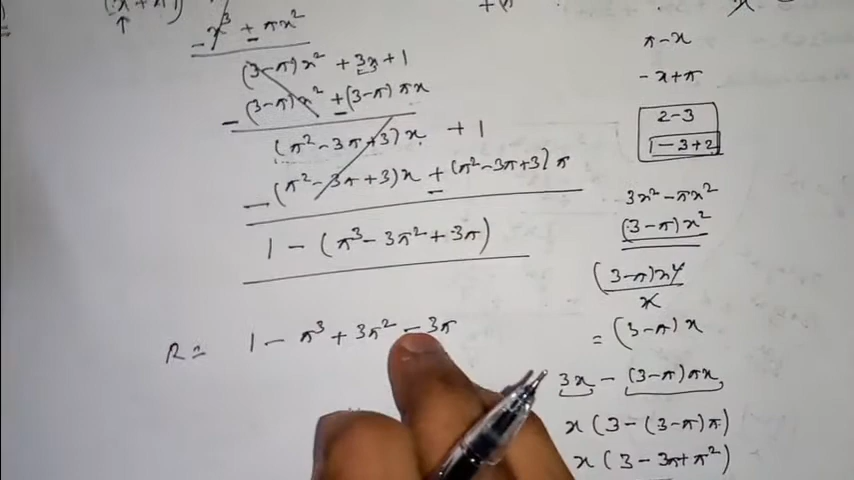 (x + π))
↑
- x³ + πx²
(3-π)x² + 3x + 1
- (3-π)x² + (3-π)πx
(π² - 3π + 3)x + 1
- (π² - 3π + 3)x + (π² - 3π + 3)π
1 - (π³ - 3π² + 3π)
R = 1 - π³ + 3π² - 3π
π - x
- x + π
2 - 3
- 3 + 2
3x² - πx²
(3-π)x²
(3-π)x²
x
= (3-π)x
3x - (3-π)πx
x(3 - (3-π)π)
x(3 - 3π + π²)